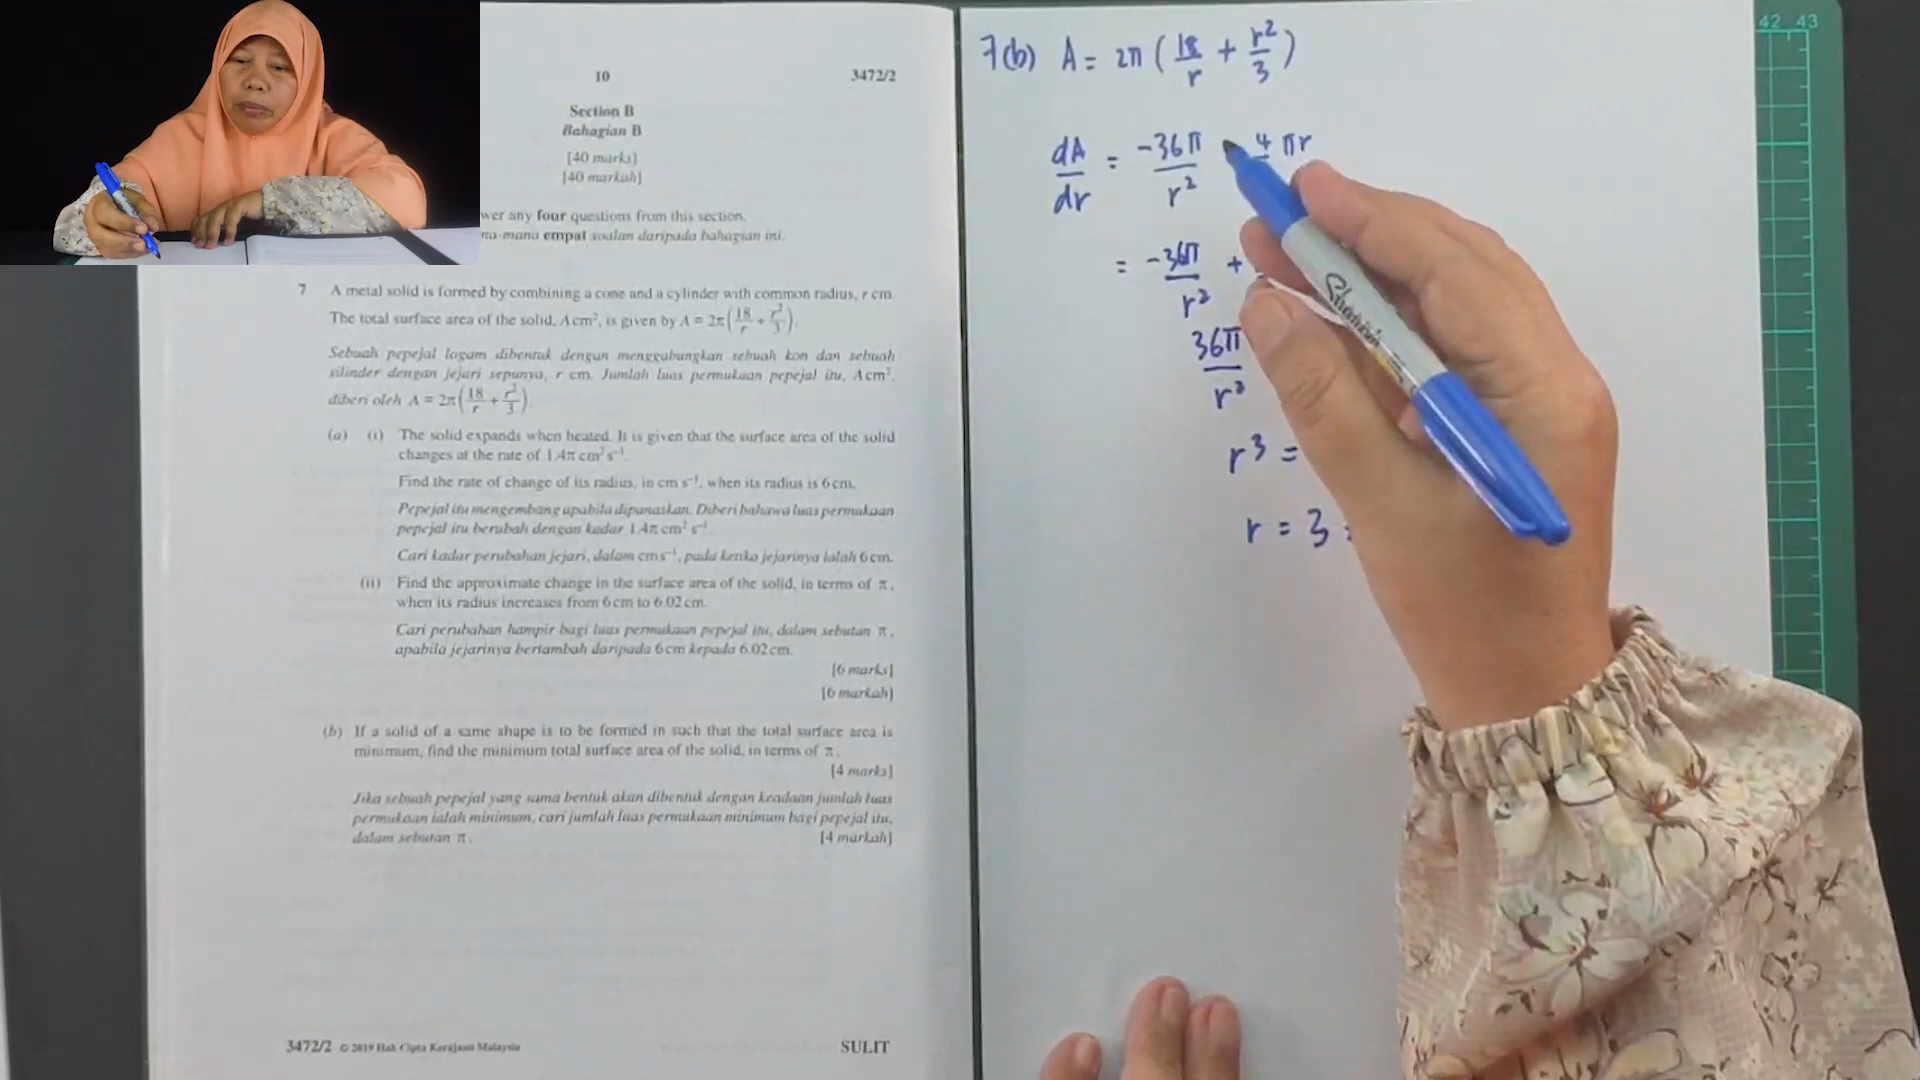 10
3472/2
Section B
Bahagian B
[40 marks]
[40 markah]
wer any four questions from this section.
na-mana empat soalan daripada bahagian ini.
7 A metal solid is formed by combining a cone and a cylinder with common radius, r cm.
The total surface area of the solid, A cm², is given by A = 2π(18/r + r²/3).
Sebuah pepejal logam dibentuk dengan menggabungkan sebuah kon dan sebuah
silinder dengan jejari sepunya, r cm. Jumlah luas permukaan pepejal itu, A cm²,
diberi oleh A = 2π(18/r + r²/3).
(a) (i) The solid expands when heated. It is given that the surface area of the solid
changes at the rate of 1.4π cm² s⁻¹.
Find the rate of change of its radius, in cm s⁻¹, when its radius is 6 cm.
Pepejal itu mengembang apabila dipanaskan. Diberi bahawa luas permukaan
pepejal itu berubah dengan kadar 1.4π cm² s⁻¹.
Cari kadar perubahan jejari, dalam cm s⁻¹, pada ketika jejarinya ialah 6 cm.
(ii) Find the approximate change in the surface area of the solid, in terms of π,
when its radius increases from 6 cm to 6.02 cm.
Cari perubahan hampir bagi luas permukaan pepejal itu, dalam sebutan π,
apabila jejarinya bertambah daripada 6 cm kepada 6.02 cm.
[6 marks]
[6 markah]
(b) If a solid of a same shape is to be formed in such that the total surface area is
minimum, find the minimum total surface area of the solid, in terms of π.
[4 marks]
Jika sebuah pepejal yang sama bentuk akan dibentuk dengan keadaan jumlah luas
permukaan ialah minimum, cari jumlah luas permukaan minimum bagi pepejal itu,
dalam sebutan π.
[4 markah]
3472/2 © 2019 Hak Cipta Kerajaan Malaysia
SULIT
7(b) A = 2π(18/r + r²/3)
dA/dr = -36π/r² 4 πr
= -36π/r² +
36π/r²
r³ =
r = 3
Sharpie
42 43